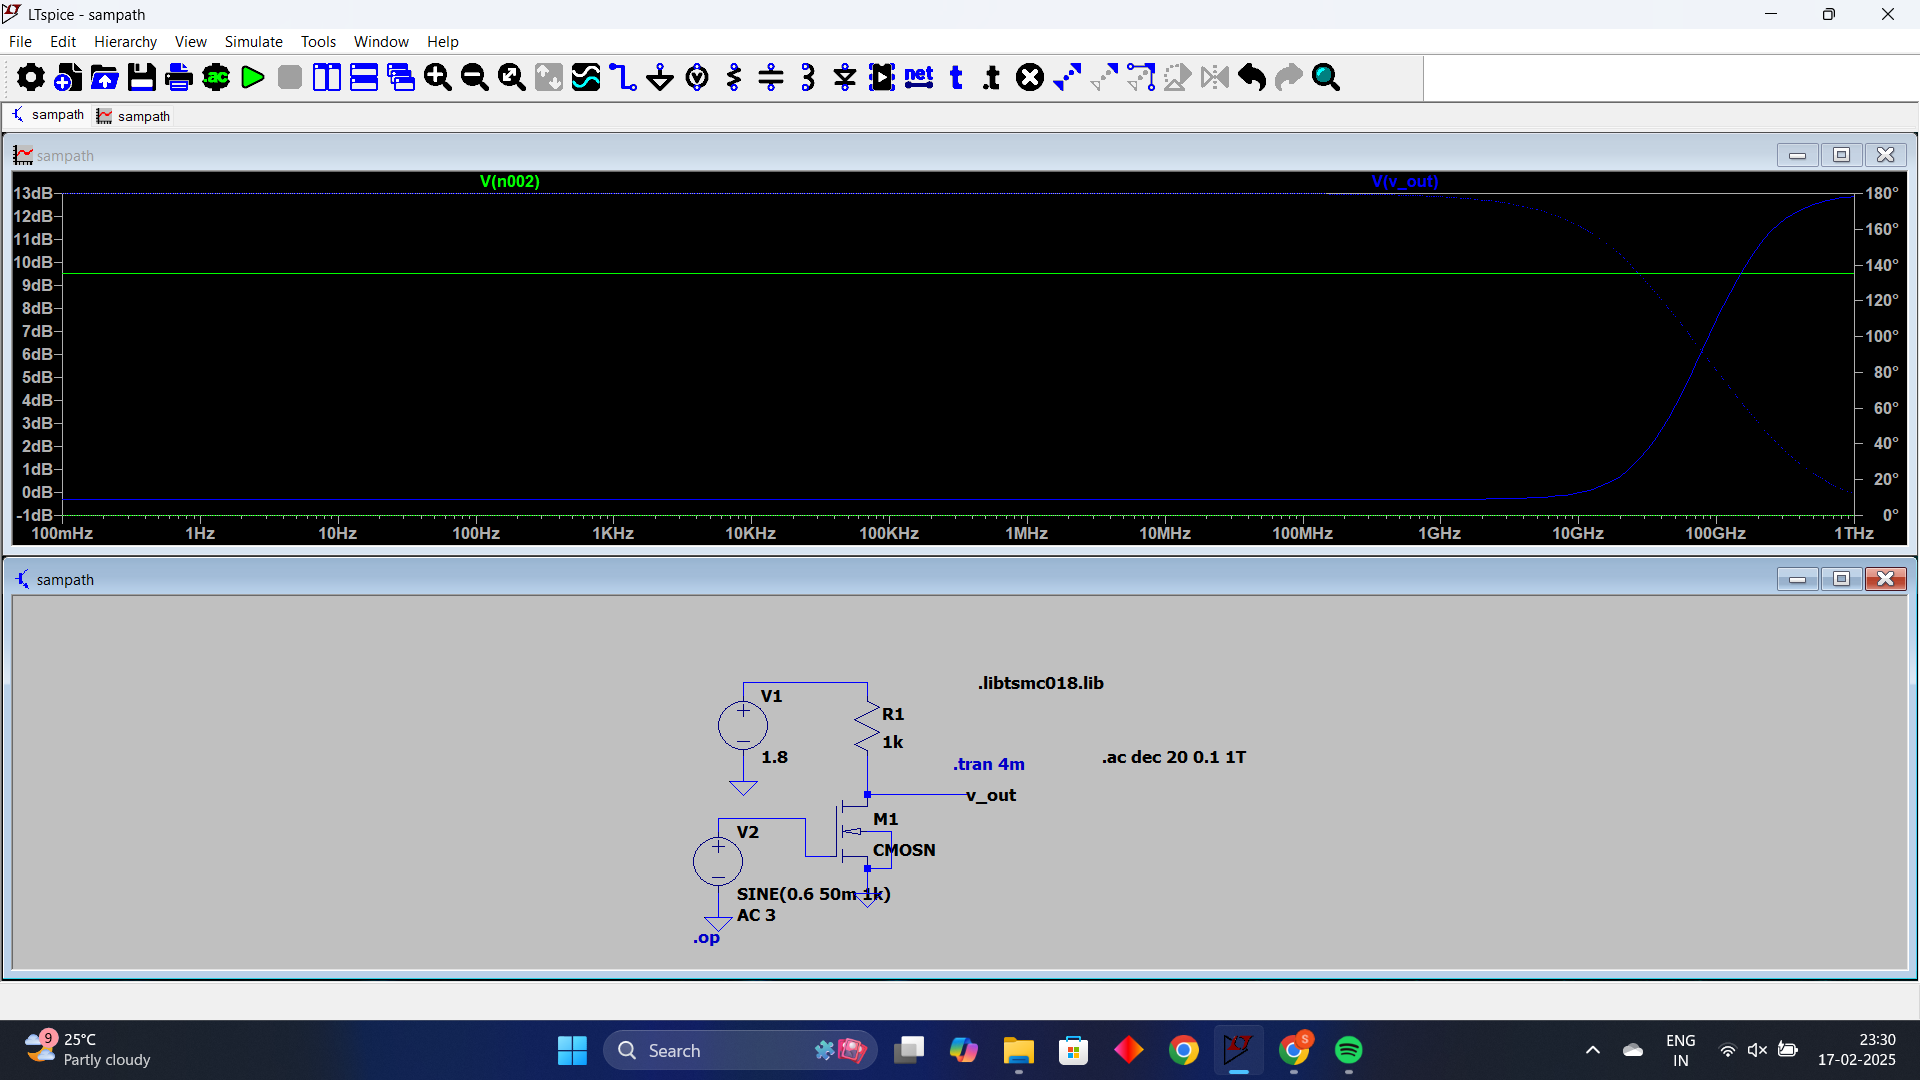 LTspice - sampath
File Edit Hierarchy View Simulate Tools Window Help
.ac net t .t
sampath sampath
sampath
V(n002) V(v_out)
13dB 180°
12dB
11dB 160°
10dB 140°
9dB
8dB 120°
7dB
6dB 100°
5dB 80°
4dB
3dB 60°
2dB 40°
1dB 20°
0dB
-1dB 0°
100mHz 1Hz 10Hz 100Hz 1KHz 10KHz 100KHz 1MHz 10MHz 100MHz 1GHz 10GHz 100GHz 1THz
sampath
.libtsmc018.lib
V1
R1
1k
1.8
.tran 4m
.ac dec 20 0.1 1T
v_out
M1
V2
CMOSN
SINE(0.6 50m 1k)
AC 3
.op
9
25°C
Partly cloudy
Search
S
ENG
IN
23:30
17-02-2025